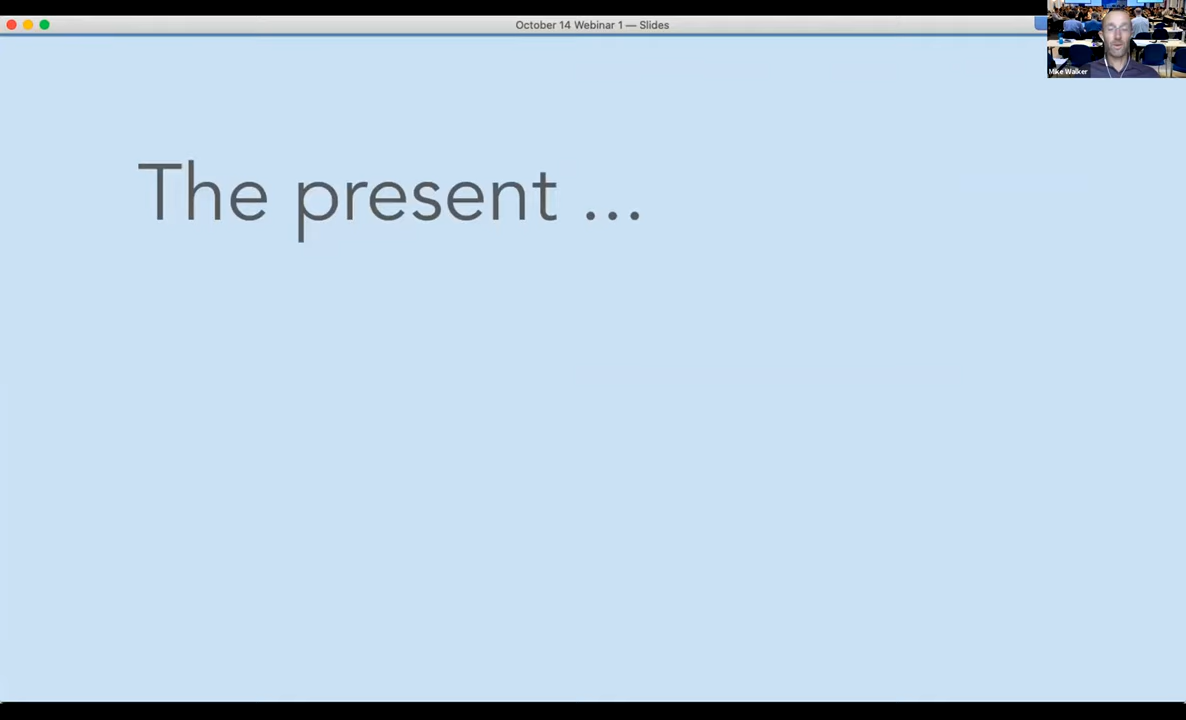 October 14 Webinar 1 — Slides
Mike Walker
The present ...